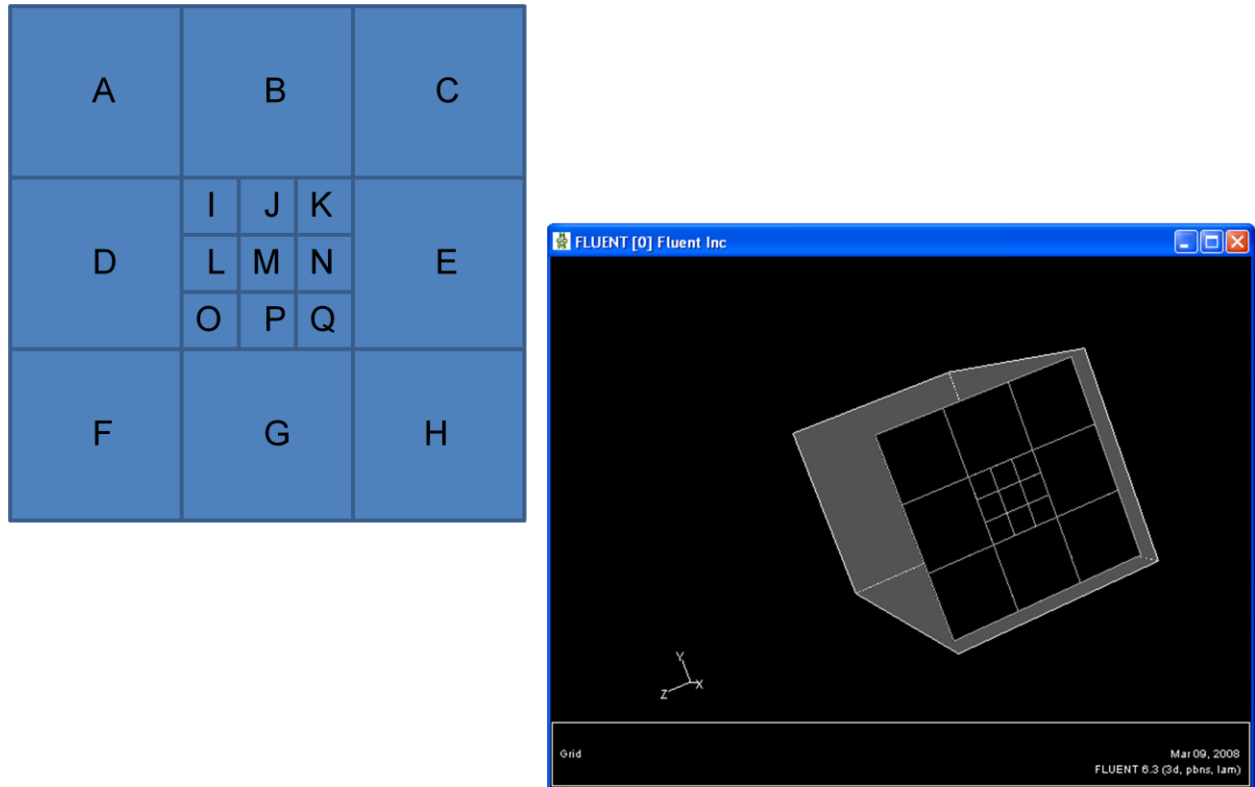 A B C
I J K
D L M N E
O P Q
F G H
FLUENT [0] Fluent Inc
Y
Z X
Grid
Mar 09, 2008
FLUENT 6.3 (3d, pbns, lam)